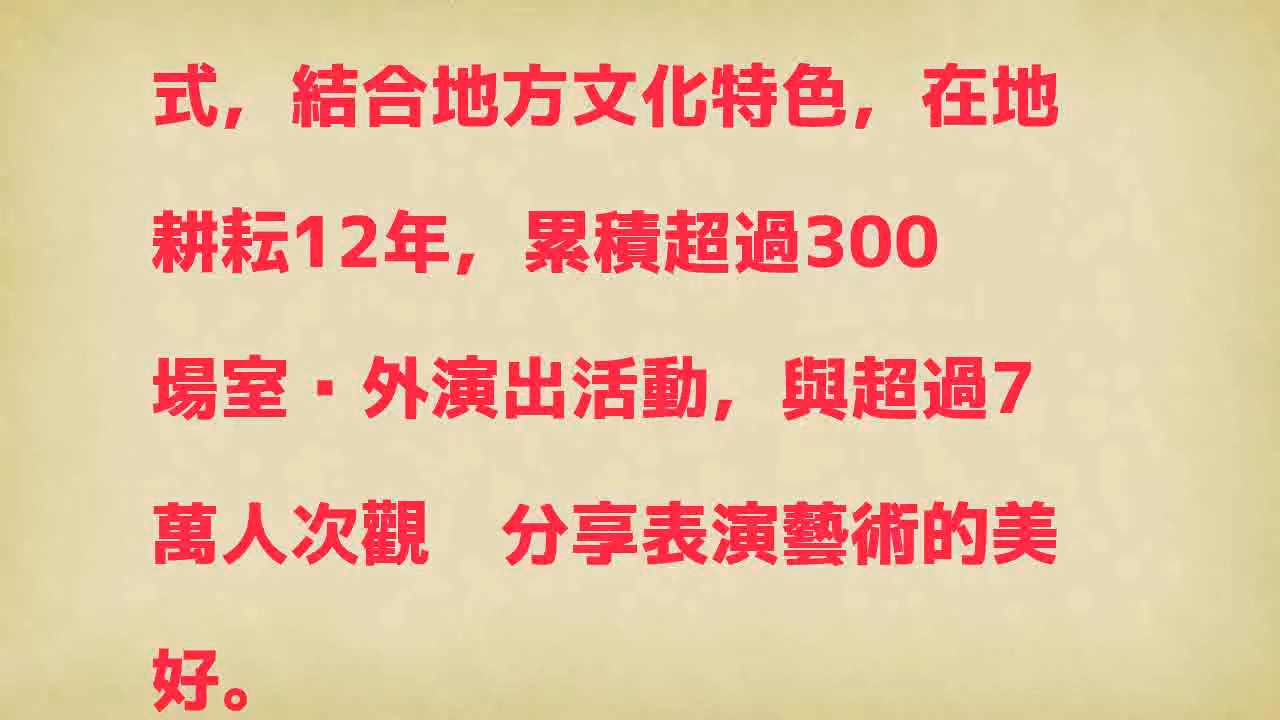 式，結合地方文化特色，在地
耕耘12年，累積超過300
場室·外演出活動，與超過7
萬人次觀　分享表演藝術的美
好。